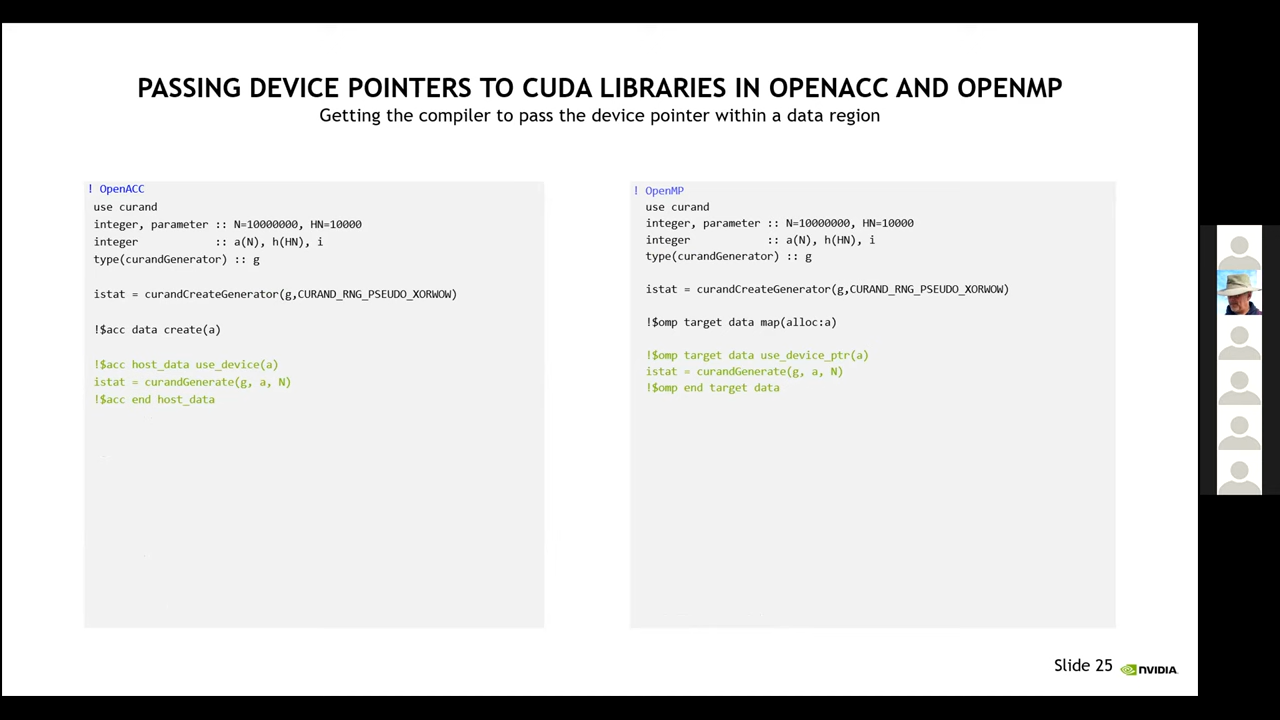 PASSING DEVICE POINTERS TO CUDA LIBRARIES IN OPENACC AND OPENMP
Getting the compiler to pass the device pointer within a data region
! OpenACC
use curand
integer, parameter :: N=10000000, HN=10000
integer :: a(N), h(HN), i
type(curandGenerator) :: g
istat = curandCreateGenerator(g,CURAND_RNG_PSEUDO_XORWOW)
!$acc data create(a)
!$acc host_data use_device(a)
istat = curandGenerate(g, a, N)
!$acc end host_data
! OpenMP
use curand
integer, parameter :: N=10000000, HN=10000
integer :: a(N), h(HN), i
type(curandGenerator) :: g
istat = curandCreateGenerator(g,CURAND_RNG_PSEUDO_XORWOW)
!$omp target data map(alloc:a)
!$omp target data use_device_ptr(a)
istat = curandGenerate(g, a, N)
!$omp end target data
Slide 25
NVIDIA.